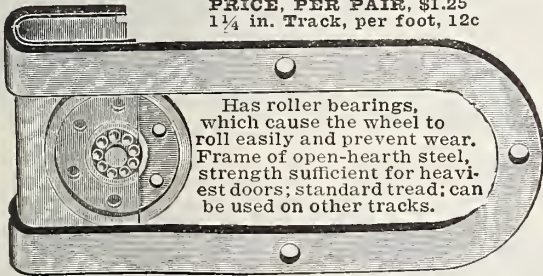 PRICE, PER PAIR, $1.25
1¼ in. Track, per foot, 12c
Has roller bearings,
which cause the wheel to
roll easily and prevent wear.
Frame of open-hearth steel,
strength sufficient for heavi-
est doors; standard tread; can
be used on other tracks.